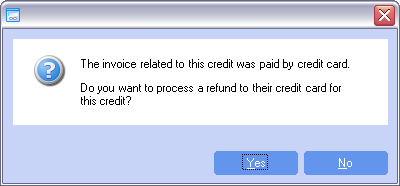 The invoice related to this credit was paid by credit card.
Do you want to process a refund to their credit card for
this credit?
Yes
No